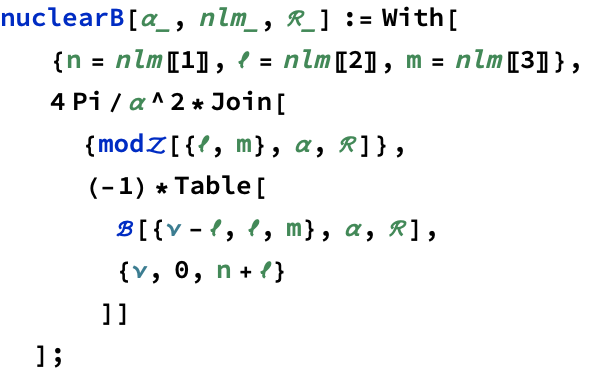 nuclearB[α_, nlm_, ℛ_] := With[
{n = nlm⟦1⟧, ℓ = nlm⟦2⟧, m = nlm⟦3⟧},
4 Pi / α ^ 2 * Join[
{mod𝒵[{ℓ, m}, α, ℛ]},
(-1) * Table[
ℬ[{ν - ℓ, ℓ, m}, α, ℛ],
{ν, 0, n + ℓ}
]]
];